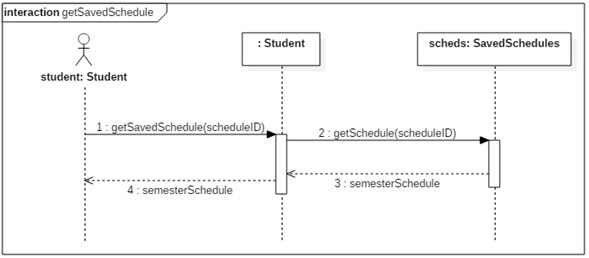 interaction getSavedSchedule
student: Student
: Student
scheds: SavedSchedules
1 : getSavedSchedule(scheduleID)
2 : getSchedule(scheduleID)
3 : semesterSchedule
4 : semesterSchedule